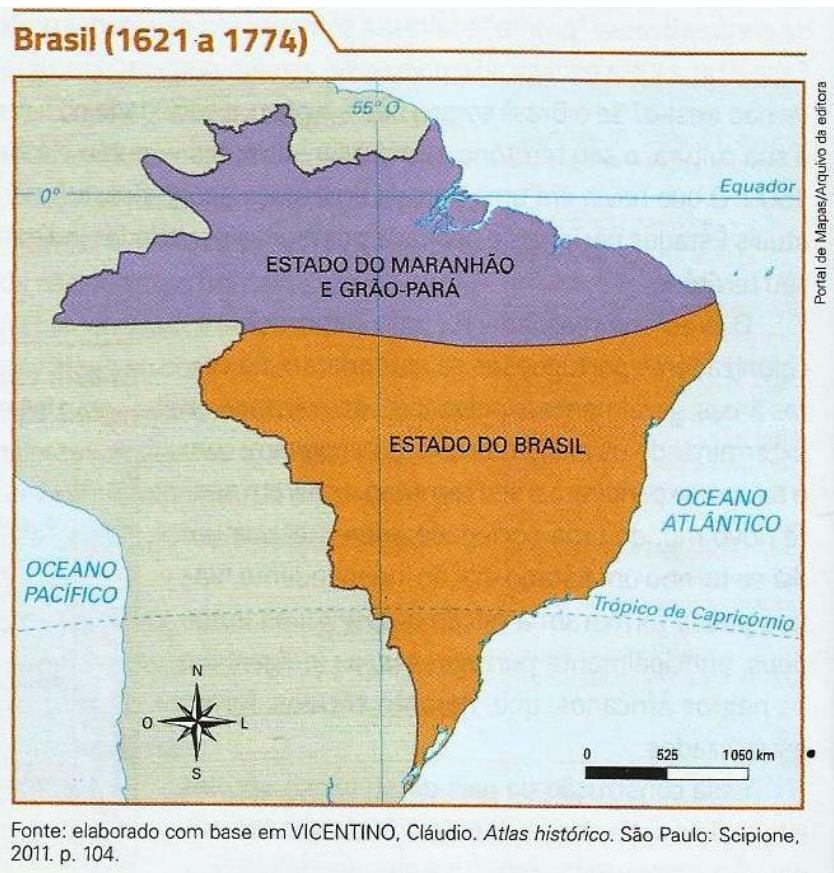 Brasil (1621 a 1774)
55° O
0°
Equador
Portal de Mapas/Arquivo da editora
ESTADO DO MARANHÃO
E GRÃO-PARÁ
ESTADO DO BRASIL
OCEANO
ATLÂNTICO
OCEANO
PACÍFICO
Trópico de Capricórnio
N
O
L
S
0
525
1050 km
Fonte: elaborado com base em VICENTINO, Cláudio. Atlas histórico. São Paulo: Scipione,
2011. p. 104.